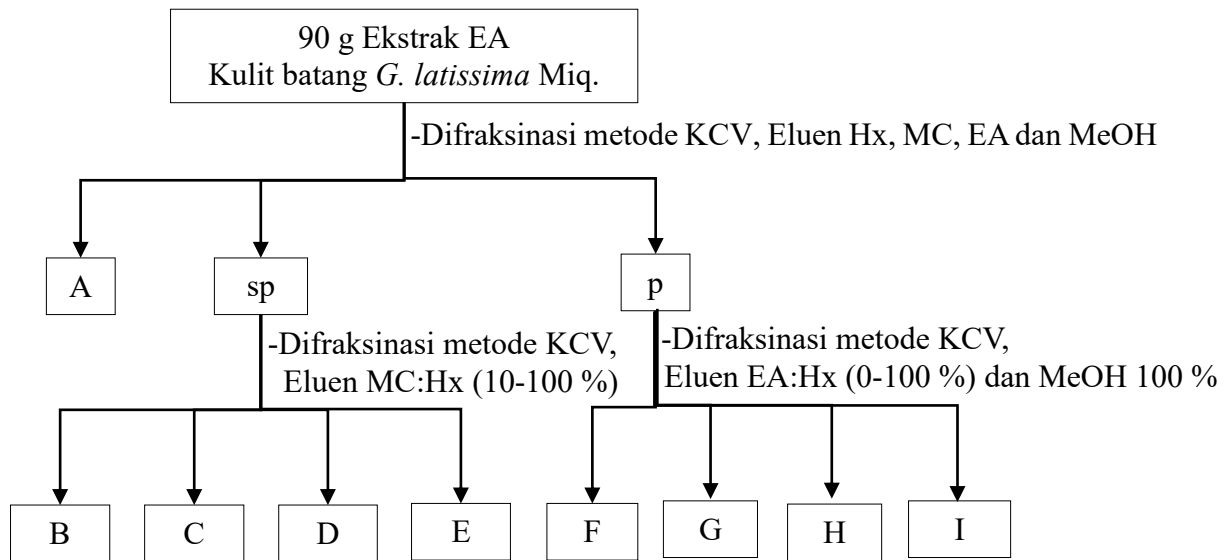 90 g Ekstrak EA
Kulit batang G. latissima Miq.
-Difraksinasi metode KCV, Eluen Hx, MC, EA dan MeOH
A
sp
p
-Difraksinasi metode KCV,
Eluen MC:Hx (10-100 %)
-Difraksinasi metode KCV,
Eluen EA:Hx (0-100 %) dan MeOH 100 %
B
C
D
E
F
G
H
I